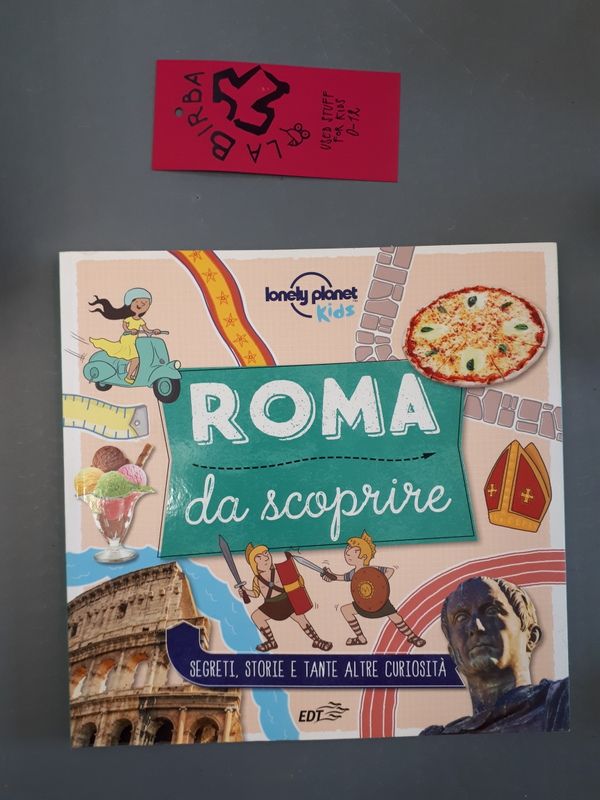 LA BIRBA
USED STUFF
FOR KIDS
0-12
lonely planet
kids
ROMA
da scoprire
SEGRETI, STORIE E TANTE ALTRE CURIOSITÀ
EDT